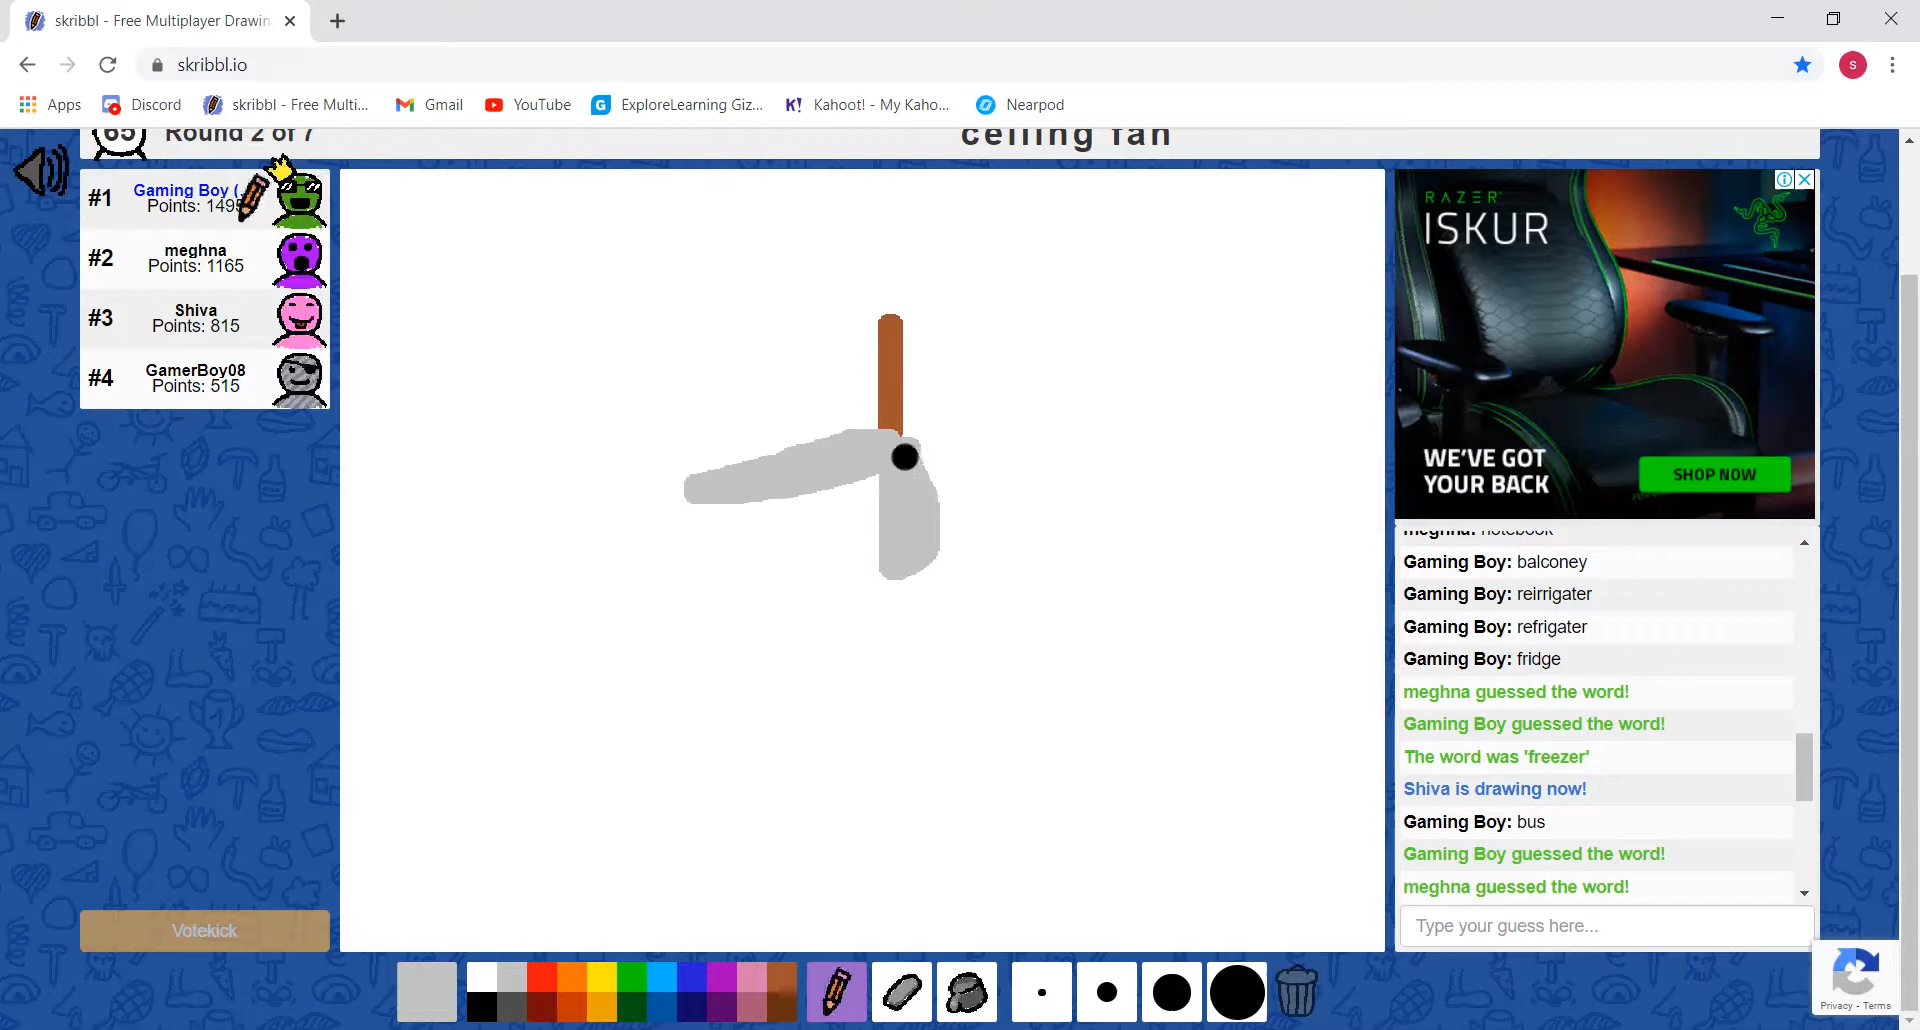 skribbl - Free Multiplayer Drawin
skribbl.io
S
Apps
Discord
skribbl - Free Multi...
Gmail
YouTube
ExploreLearning Giz...
K! Kahoot! - My Kaho...
Nearpod
65
Round 2 of 7
ceiling fan
#1
Gaming Boy (
Points: 1495
#2
meghna
Points: 1165
#3
Shiva
Points: 815
#4
GamerBoy08
Points: 515
RAZER
ISKUR
WE'VE GOT
YOUR BACK
SHOP NOW
meghna: notebook
Gaming Boy: balconey
Gaming Boy: reirrigater
Gaming Boy: refrigater
Gaming Boy: fridge
meghna guessed the word!
Gaming Boy guessed the word!
The word was 'freezer'
Shiva is drawing now!
Gaming Boy: bus
Gaming Boy guessed the word!
meghna guessed the word!
Type your guess here...
Votekick
Privacy - Terms